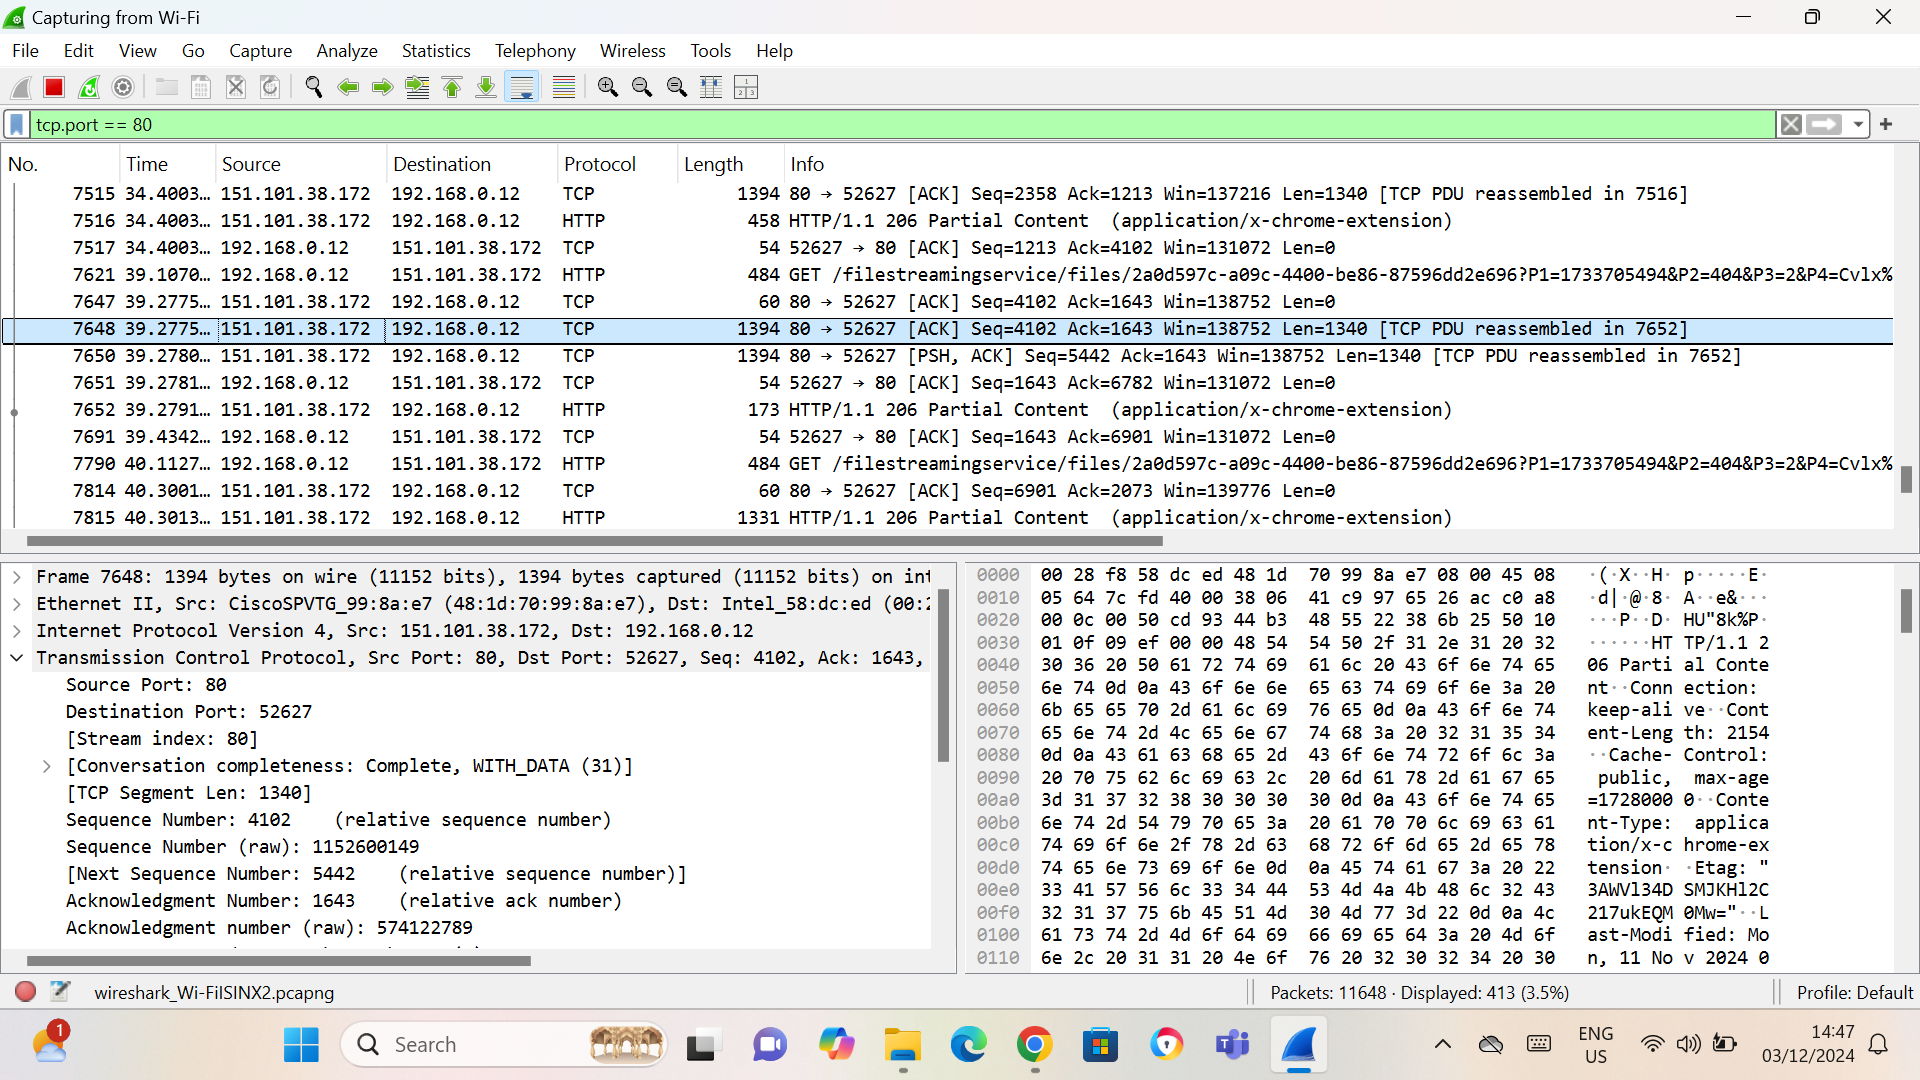 Capturing from Wi-Fi
File Edit View Go Capture Analyze Statistics Telephony Wireless Tools Help
tcp.port == 80
No. Time Source Destination Protocol Length Info
7515 34.4003… 151.101.38.172 192.168.0.12 TCP 1394 80 → 52627 [ACK] Seq=2358 Ack=1213 Win=137216 Len=1340 [TCP PDU reassembled in 7516]
7516 34.4003… 151.101.38.172 192.168.0.12 HTTP 458 HTTP/1.1 206 Partial Content (application/x-chrome-extension)
7517 34.4003… 192.168.0.12 151.101.38.172 TCP 54 52627 → 80 [ACK] Seq=1213 Ack=4102 Win=131072 Len=0
7621 39.1070… 192.168.0.12 151.101.38.172 HTTP 484 GET /filestreamingservice/files/2a0d597c-a09c-4400-be86-87596dd2e696?P1=1733705494&P2=404&P3=2&P4=Cvlx%
7647 39.2775… 151.101.38.172 192.168.0.12 TCP 60 80 → 52627 [ACK] Seq=4102 Ack=1643 Win=138752 Len=0
7648 39.2775… 151.101.38.172 192.168.0.12 TCP 1394 80 → 52627 [ACK] Seq=4102 Ack=1643 Win=138752 Len=1340 [TCP PDU reassembled in 7652]
7650 39.2780… 151.101.38.172 192.168.0.12 TCP 1394 80 → 52627 [PSH, ACK] Seq=5442 Ack=1643 Win=138752 Len=1340 [TCP PDU reassembled in 7652]
7651 39.2781… 192.168.0.12 151.101.38.172 TCP 54 52627 → 80 [ACK] Seq=1643 Ack=6782 Win=131072 Len=0
7652 39.2791… 151.101.38.172 192.168.0.12 HTTP 173 HTTP/1.1 206 Partial Content (application/x-chrome-extension)
7691 39.4342… 192.168.0.12 151.101.38.172 TCP 54 52627 → 80 [ACK] Seq=1643 Ack=6901 Win=131072 Len=0
7790 40.1127… 192.168.0.12 151.101.38.172 HTTP 484 GET /filestreamingservice/files/2a0d597c-a09c-4400-be86-87596dd2e696?P1=1733705494&P2=404&P3=2&P4=Cvlx%
7814 40.3001… 151.101.38.172 192.168.0.12 TCP 60 80 → 52627 [ACK] Seq=6901 Ack=2073 Win=139776 Len=0
7815 40.3013… 151.101.38.172 192.168.0.12 HTTP 1331 HTTP/1.1 206 Partial Content (application/x-chrome-extension)
Frame 7648: 1394 bytes on wire (11152 bits), 1394 bytes captured (11152 bits) on int
Ethernet II, Src: CiscoSPVTG_99:8a:e7 (48:1d:70:99:8a:e7), Dst: Intel_58:dc:ed (00:2
Internet Protocol Version 4, Src: 151.101.38.172, Dst: 192.168.0.12
Transmission Control Protocol, Src Port: 80, Dst Port: 52627, Seq: 4102, Ack: 1643,
Source Port: 80
Destination Port: 52627
[Stream index: 80]
[Conversation completeness: Complete, WITH_DATA (31)]
[TCP Segment Len: 1340]
Sequence Number: 4102 (relative sequence number)
Sequence Number (raw): 1152600149
[Next Sequence Number: 5442 (relative sequence number)]
Acknowledgment Number: 1643 (relative ack number)
Acknowledgment number (raw): 574122789
0000 00 28 f8 58 dc ed 48 1d 70 99 8a e7 08 00 45 08 ·(·X··H· p·····E·
0010 05 64 7c fd 40 00 38 06 41 c9 97 65 26 ac c0 a8 ·d|·@·8· A··e&···
0020 00 0c 00 50 cd 93 44 b3 48 55 22 38 6b 25 50 10 ···P··D· HU"8k%P·
0030 01 0f 09 ef 00 00 48 54 54 50 2f 31 2e 31 20 32 ······HT TP/1.1 2
0040 30 36 20 50 61 72 74 69 61 6c 20 43 6f 6e 74 65 06 Parti al Conte
0050 6e 74 0d 0a 43 6f 6e 6e 65 63 74 69 6f 6e 3a 20 nt··Conn ection:
0060 6b 65 65 70 2d 61 6c 69 76 65 0d 0a 43 6f 6e 74 keep-ali ve··Cont
0070 65 6e 74 2d 4c 65 6e 67 74 68 3a 20 32 31 35 34 ent-Leng th: 2154
0080 0d 0a 43 61 63 68 65 2d 43 6f 6e 74 72 6f 6c 3a ··Cache- Control:
0090 20 70 75 62 6c 69 63 2c 20 6d 61 78 2d 61 67 65 public, max-age
00a0 3d 31 37 32 38 30 30 30 30 0d 0a 43 6f 6e 74 65 =1728000 0··Conte
00b0 6e 74 2d 54 79 70 65 3a 20 61 70 70 6c 69 63 61 nt-Type: applica
00c0 74 69 6f 6e 2f 78 2d 63 68 72 6f 6d 65 2d 65 78 tion/x-c hrome-ex
00d0 74 65 6e 73 69 6f 6e 0d 0a 45 74 61 67 3a 20 22 tension· ·Etag: "
00e0 33 41 57 56 6c 33 34 44 53 4d 4a 4b 48 6c 32 43 3AWVl34D SMJKHl2C
00f0 32 31 37 75 6b 45 51 4d 30 4d 77 3d 22 0d 0a 4c 217ukEQM 0Mw="··L
0100 61 73 74 2d 4d 6f 64 69 66 69 65 64 3a 20 4d 6f ast-Modi fied: Mo
0110 6e 2c 20 31 31 20 4e 6f 76 20 32 30 32 34 20 30 n, 11 No v 2024 0
wireshark_Wi-FiISINX2.pcapng Packets: 11648 · Displayed: 413 (3.5%) Profile: Default
1 Search ENG US 14:47 03/12/2024